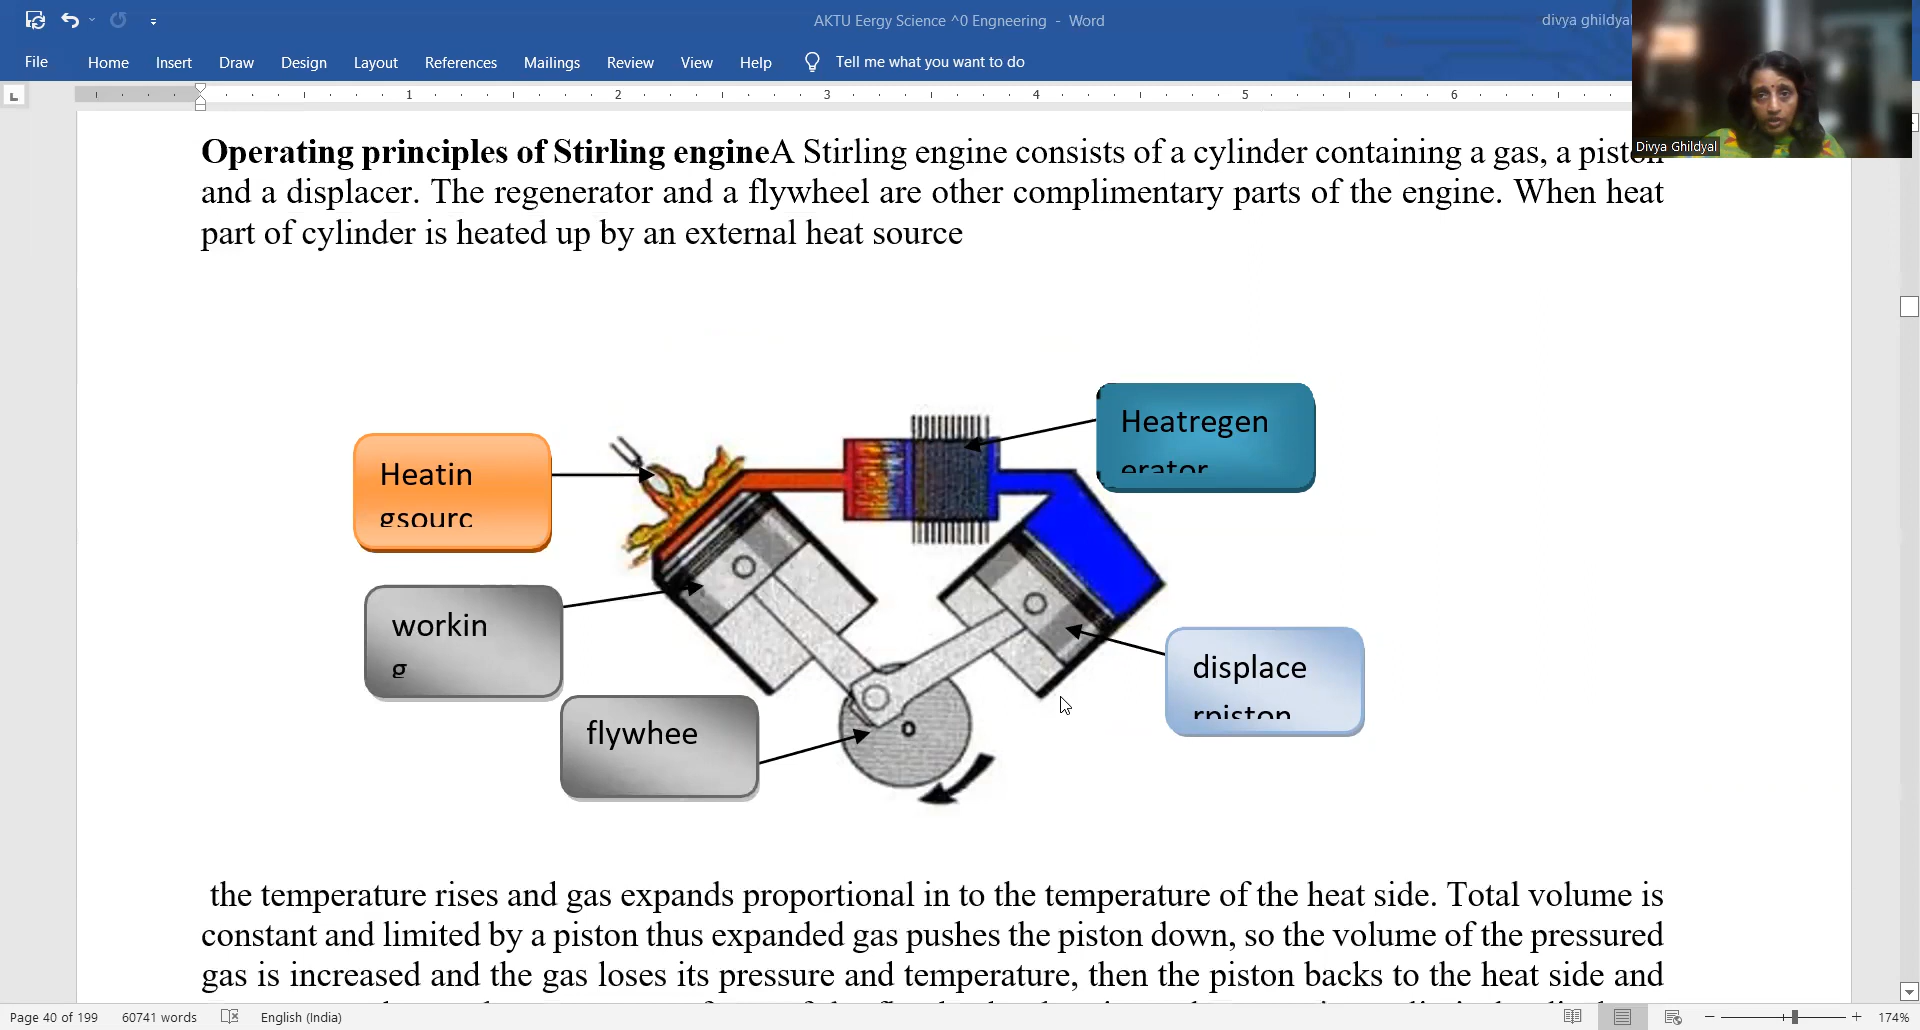 AKTU Eergy Science ^0 Engneering - Word
divya ghildyal
File Home Insert Draw Design Layout References Mailings Review View Help Tell me what you want to do
1 2 3 4 5 6
Divya Ghildyal
Operating principles of Stirling engineA Stirling engine consists of a cylinder containing a gas, a piston
and a displacer. The regenerator and a flywheel are other complimentary parts of the engine. When heat
part of cylinder is heated up by an external heat source
Heatregen
erator
Heatin
gsourc
workin
g
displace
rpiston
flywhee
the temperature rises and gas expands proportional in to the temperature of the heat side. Total volume is
constant and limited by a piston thus expanded gas pushes the piston down, so the volume of the pressured
gas is increased and the gas loses its pressure and temperature, then the piston backs to the heat side and
Page 40 of 199 60741 words English (India) 174%